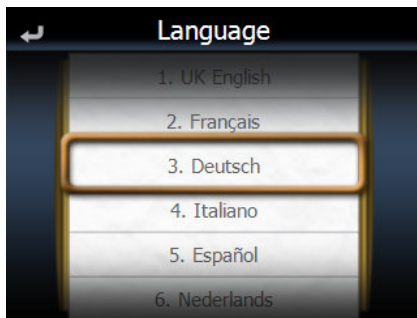 Language
1. UK English
2. Français
3. Deutsch
4. Italiano
5. Español
6. Nederlands